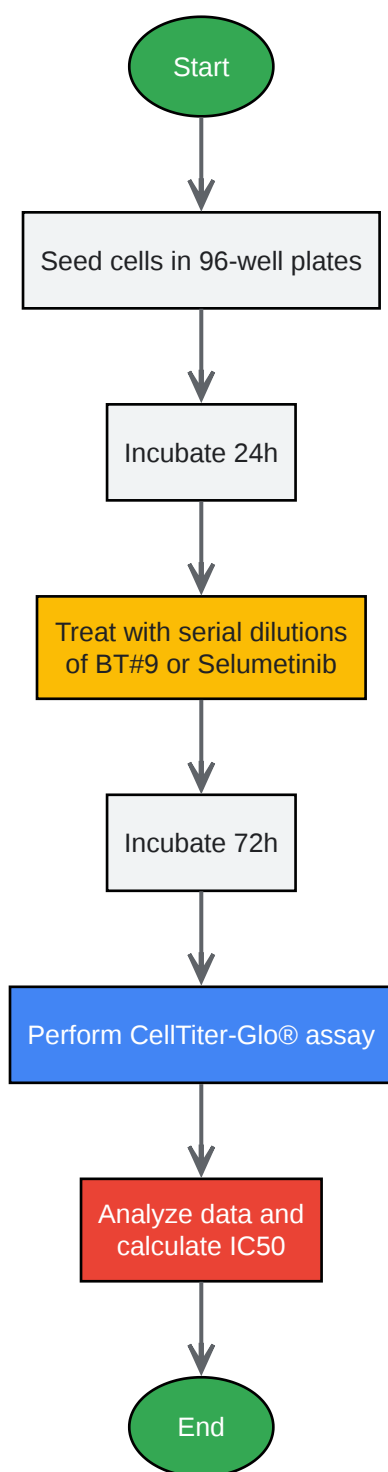 Start
Seed cells in 96-well plates
Incubate 24h
Treat with serial dilutions
of BT#9 or Selumetinib
Incubate 72h
Perform CellTiter-Glo® assay
Analyze data and
calculate IC50
End